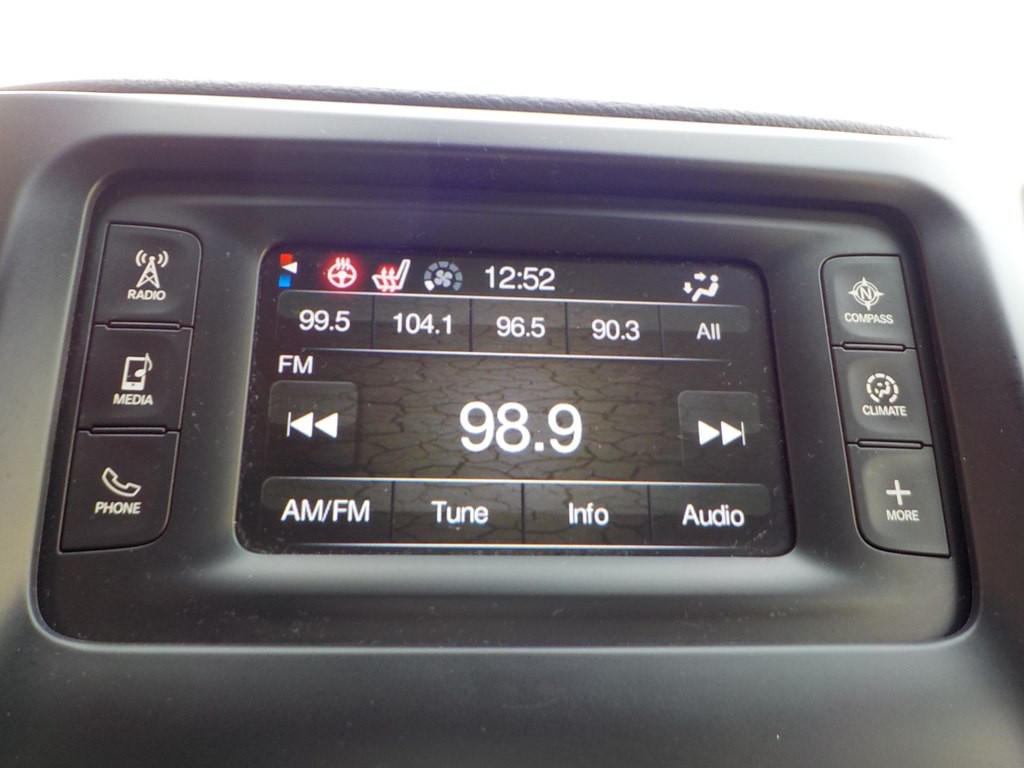 RADIO
MEDIA
PHONE
12:52
99.5 104.1 96.5 90.3 All
FM
98.9
AM/FM Tune Info Audio
N
COMPASS
CLIMATE
MORE